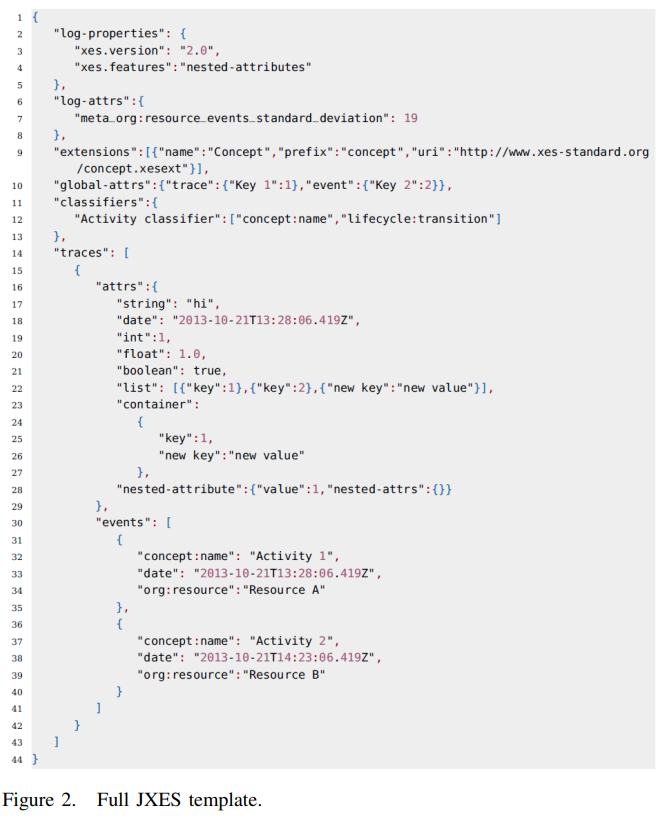 1 {
2    "log-properties": {
3       "xes.version": "2.0",
4       "xes.features":"nested-attributes"
5    },
6    "log-attrs":{
7       "meta_org:resource_events_standard_deviation": 19
8    },
9    "extensions":[{"name":"Concept","prefix":"concept","uri":"http://www.xes-standard.org
      /concept.xesext"}],
10    "global-attrs":{"trace":{"Key 1":1},"event":{"Key 2":2}},
11    "classifiers":{
12       "Activity classifier":["concept:name","lifecycle:transition"]
13    },
14    "traces": [
15       {
16          "attrs":{
17             "string": "hi",
18             "date": "2013-10-21T13:28:06.419Z",
19             "int":1,
20             "float": 1.0,
21             "boolean": true,
22             "list": [{"key":1},{"key":2},{"new key":"new value"}],
23             "container":
24                {
25                   "key":1,
26                   "new key":"new value"
27                },
28             "nested-attribute":{"value":1,"nested-attrs":{}}
29          },
30          "events": [
31             {
32                "concept:name": "Activity 1",
33                "date": "2013-10-21T13:28:06.419Z",
34                "org:resource":"Resource A"
35             },
36             {
37                "concept:name": "Activity 2",
38                "date": "2013-10-21T14:23:06.419Z",
39                "org:resource":"Resource B"
40             }
41          ]
42       }
43    ]
44 }
Figure 2. Full JXES template.